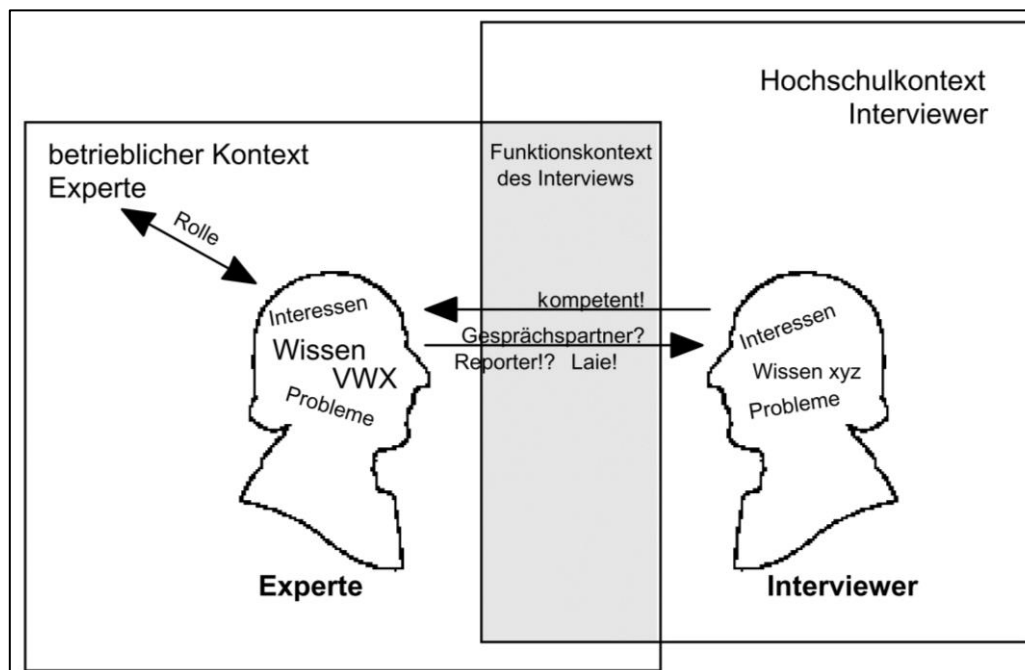 Hochschulkontext
Interviewer
betrieblicher Kontext
Experte
Funktionskontext
des Interviews
Rolle
kompetent!
Gesprächspartner?
Reporter!? Laie!
Interessen
Wissen
VWX
Probleme
Interessen
Wissen xyz
Probleme
Experte
Interviewer